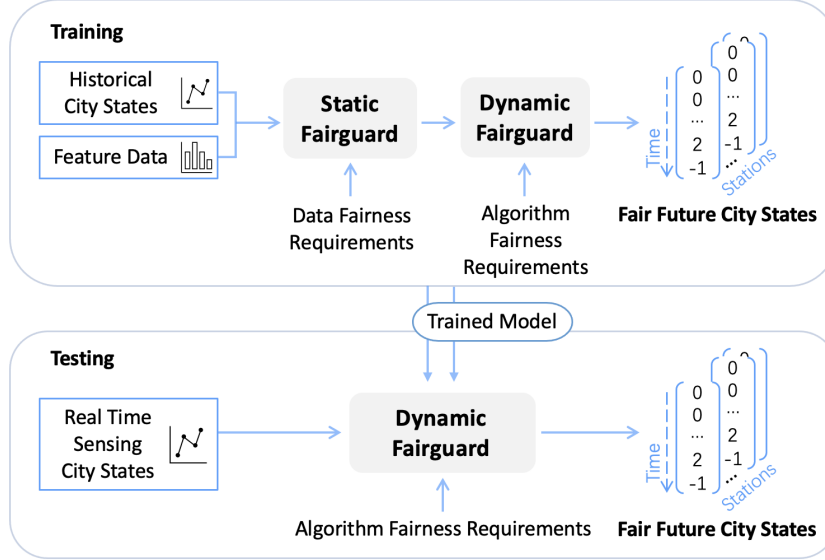 Training
Historical
City States
Feature Data
Static
Fairguard
Dynamic
Fairguard
Data Fairness
Requirements
Algorithm
Fairness
Requirements
Time
0
0
...
2
-1
0
0
...
2
-1
...
Stations
Fair Future City States
Trained Model
Testing
Real Time
Sensing
City States
Dynamic
Fairguard
Algorithm Fairness Requirements
Time
0
0
...
2
-1
0
0
...
2
-1
...
Stations
Fair Future City States